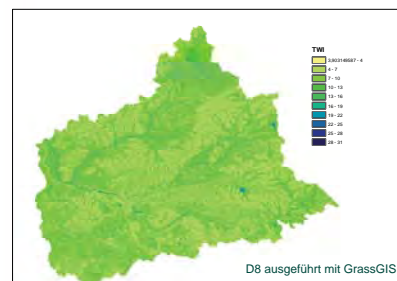 TWI
4 - 7
7 - 10
10 - 13
13 - 16
16 - 19
19 - 22
22 - 25
25 - 28
28 - 31
D8 ausgeführt mit GrassGIS